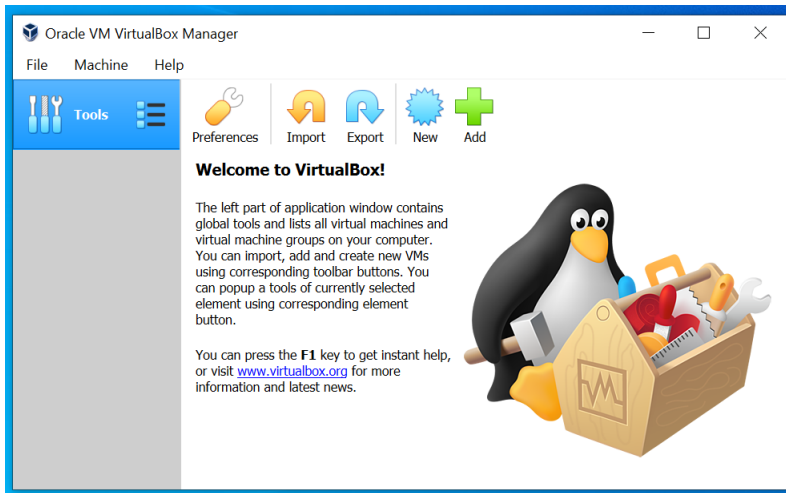 Oracle VM VirtualBox Manager
File Machine Help
Tools
Preferences Import Export New Add
Welcome to VirtualBox!
The left part of application window contains
global tools and lists all virtual machines and
virtual machine groups on your computer.
You can import, add and create new VMs
using corresponding toolbar buttons. You
can popup a tools of currently selected
element using corresponding element
button.
You can press the F1 key to get instant help,
or visit www.virtualbox.org for more
information and latest news.